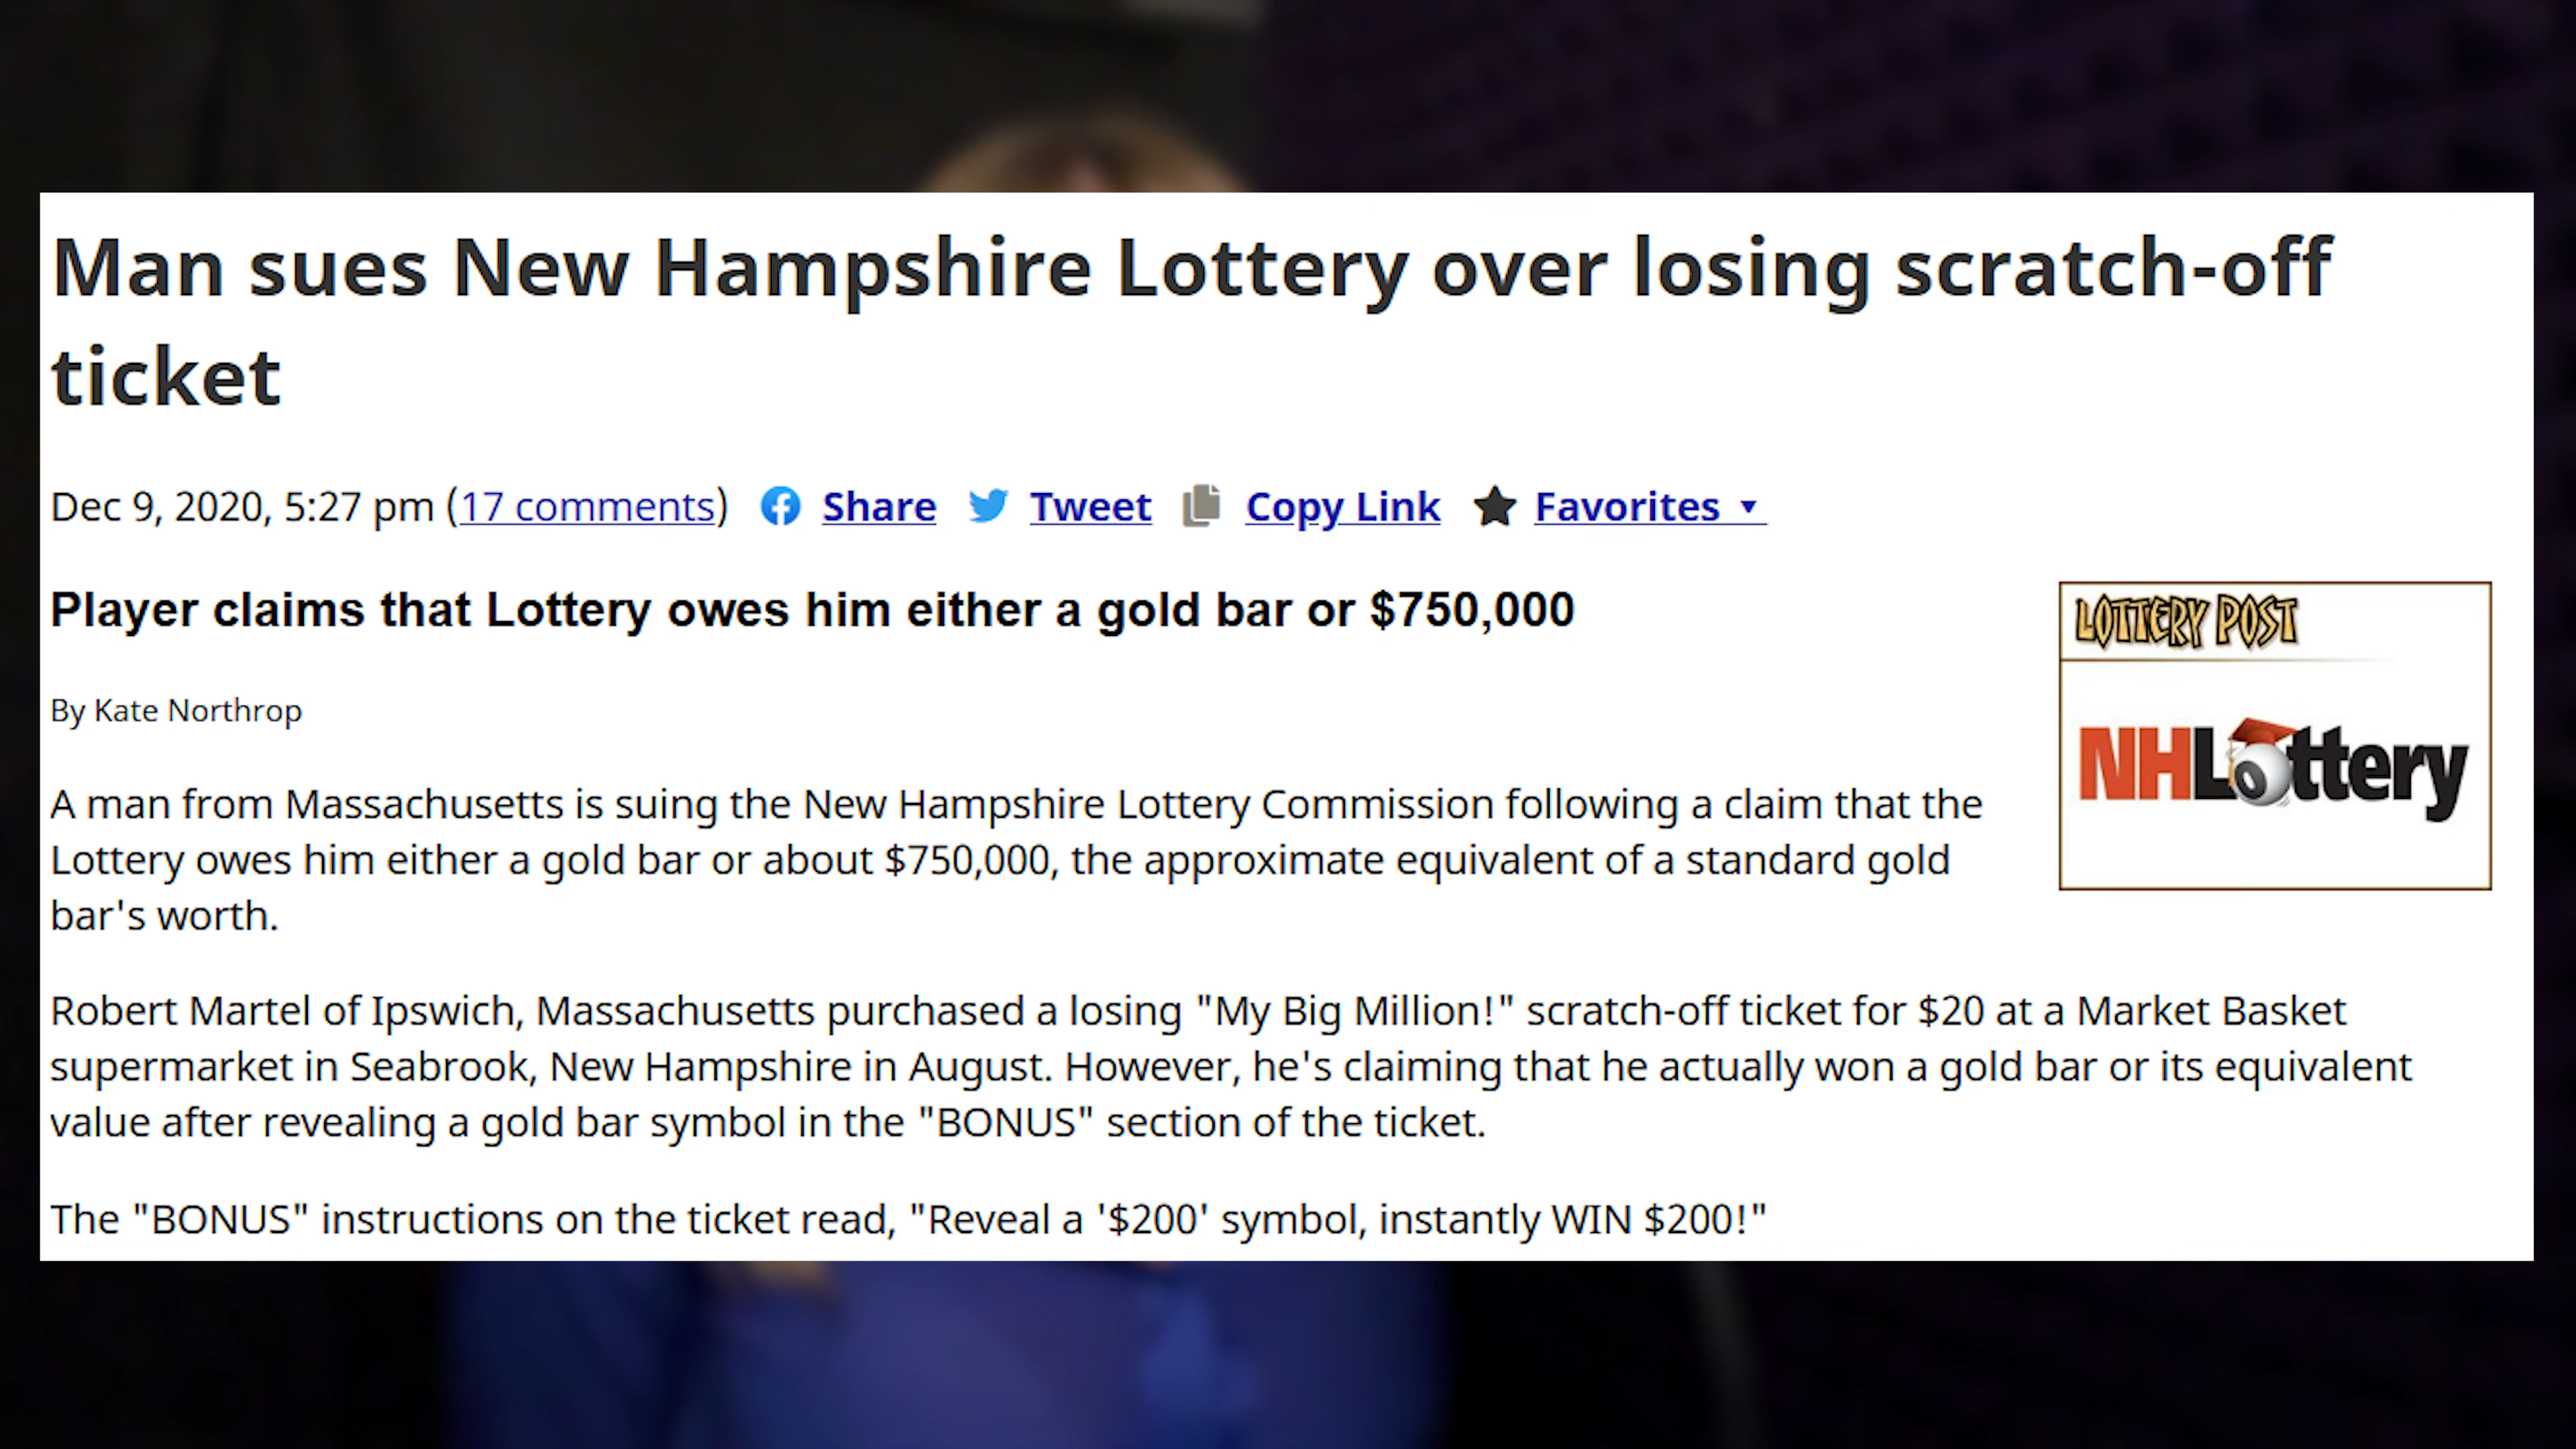 Man sues New Hampshire Lottery over losing scratch-off
ticket
Dec 9, 2020, 5:27 pm (17 comments) Share Tweet Copy Link Favorites ▼
Player claims that Lottery owes him either a gold bar or $750,000
LOTTERY POST
NHLottery
By Kate Northrop
A man from Massachusetts is suing the New Hampshire Lottery Commission following a claim that the
Lottery owes him either a gold bar or about $750,000, the approximate equivalent of a standard gold
bar's worth.
Robert Martel of Ipswich, Massachusetts purchased a losing "My Big Million!" scratch-off ticket for $20 at a Market Basket
supermarket in Seabrook, New Hampshire in August. However, he's claiming that he actually won a gold bar or its equivalent
value after revealing a gold bar symbol in the "BONUS" section of the ticket.
The "BONUS" instructions on the ticket read, "Reveal a '$200' symbol, instantly WIN $200!"